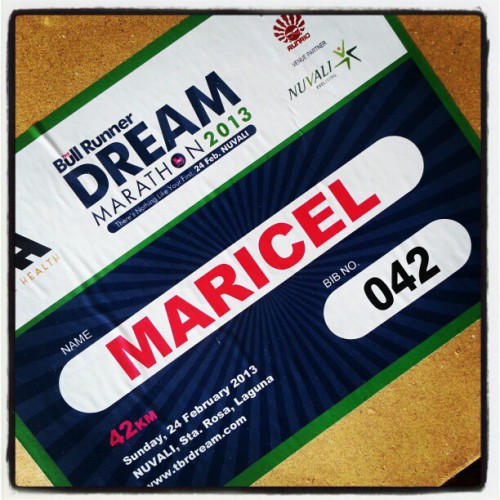 RUNRIO
VENUE PARTNER
NUVALI
The Bull Runner
DREAM
MARATHON 2013
There's Nothing Like Your First. 24 Feb. NUVALI
A
HEALTH
NAME
MARICEL
BIB NO.
042
42KM
Sunday, 24 February 2013
NUVALI, Sta. Rosa, Laguna
www.tbrdream.com